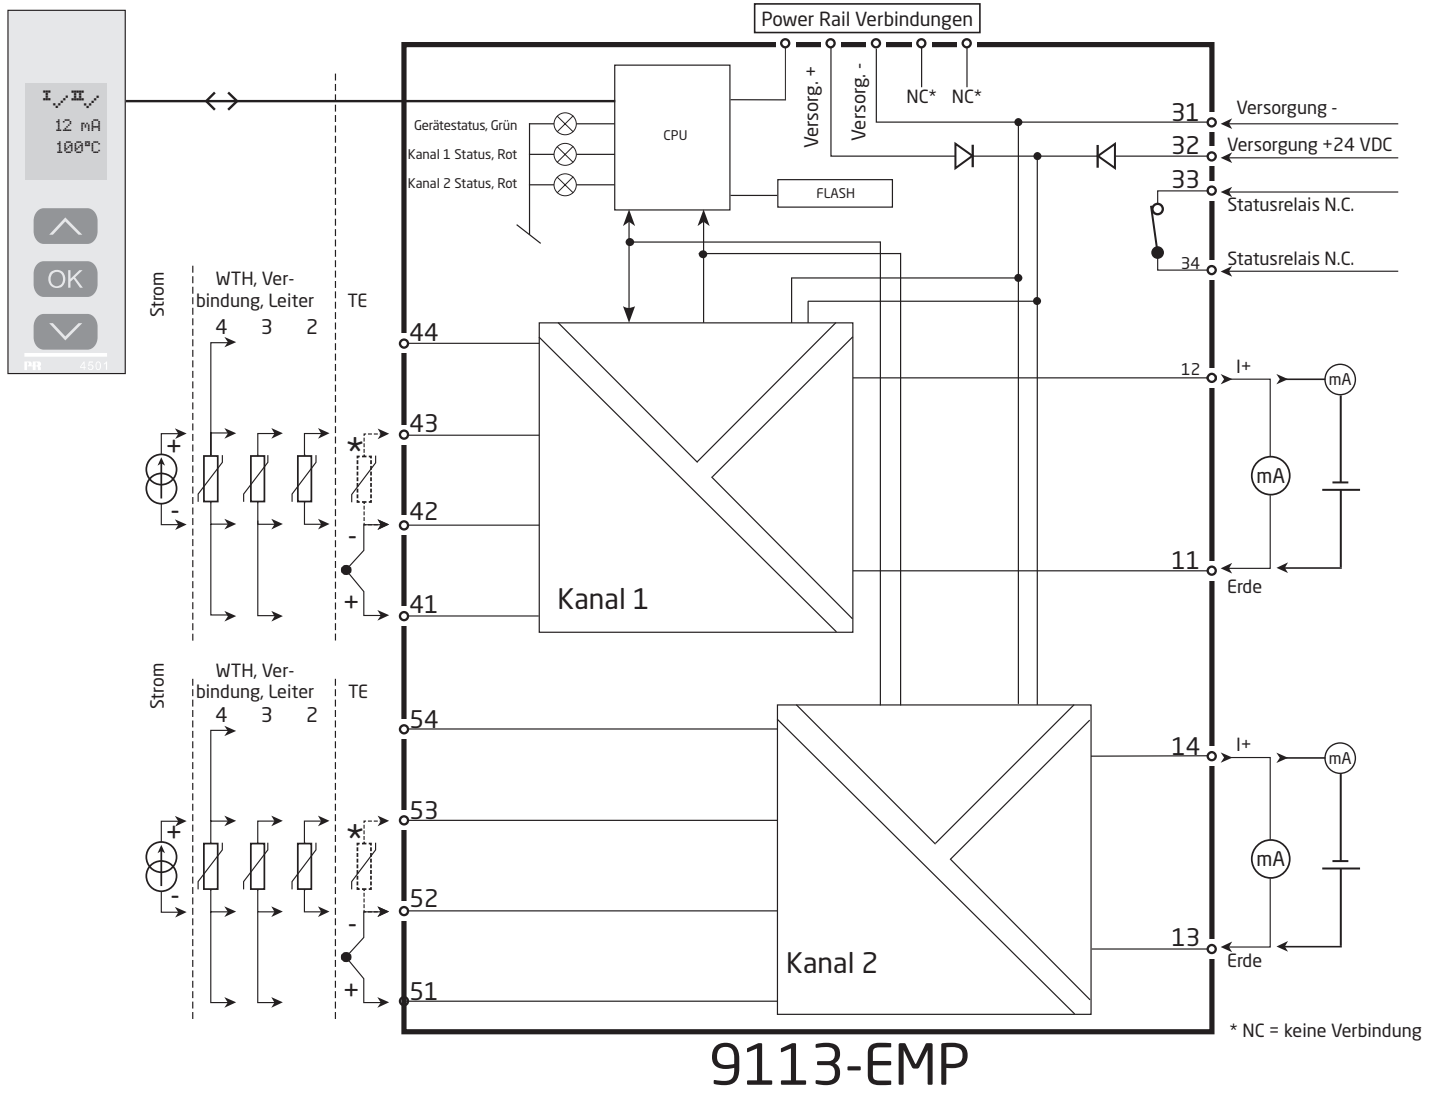 Power Rail Verbindungen
I ✓ II ✓
12 mA
100°C
OK
PR 4501
Gerätestatus, Grün
Kanal 1 Status, Rot
Kanal 2 Status, Rot
CPU
FLASH
Versorg. +
Versorg. -
NC*
NC*
31
Versorgung -
32
Versorgung +24 VDC
33
Statusrelais N.C.
34
Statusrelais N.C.
Strom
WTH, Ver-
bindung, Leiter
TE
4 3 2
44
43
42
41
+
-
*
-
+
Kanal 1
12
I+
mA
mA
11
Erde
Strom
WTH, Ver-
bindung, Leiter
TE
4 3 2
54
53
52
51
+
-
*
-
+
Kanal 2
14
I+
mA
mA
13
Erde
* NC = keine Verbindung
9113-EMP